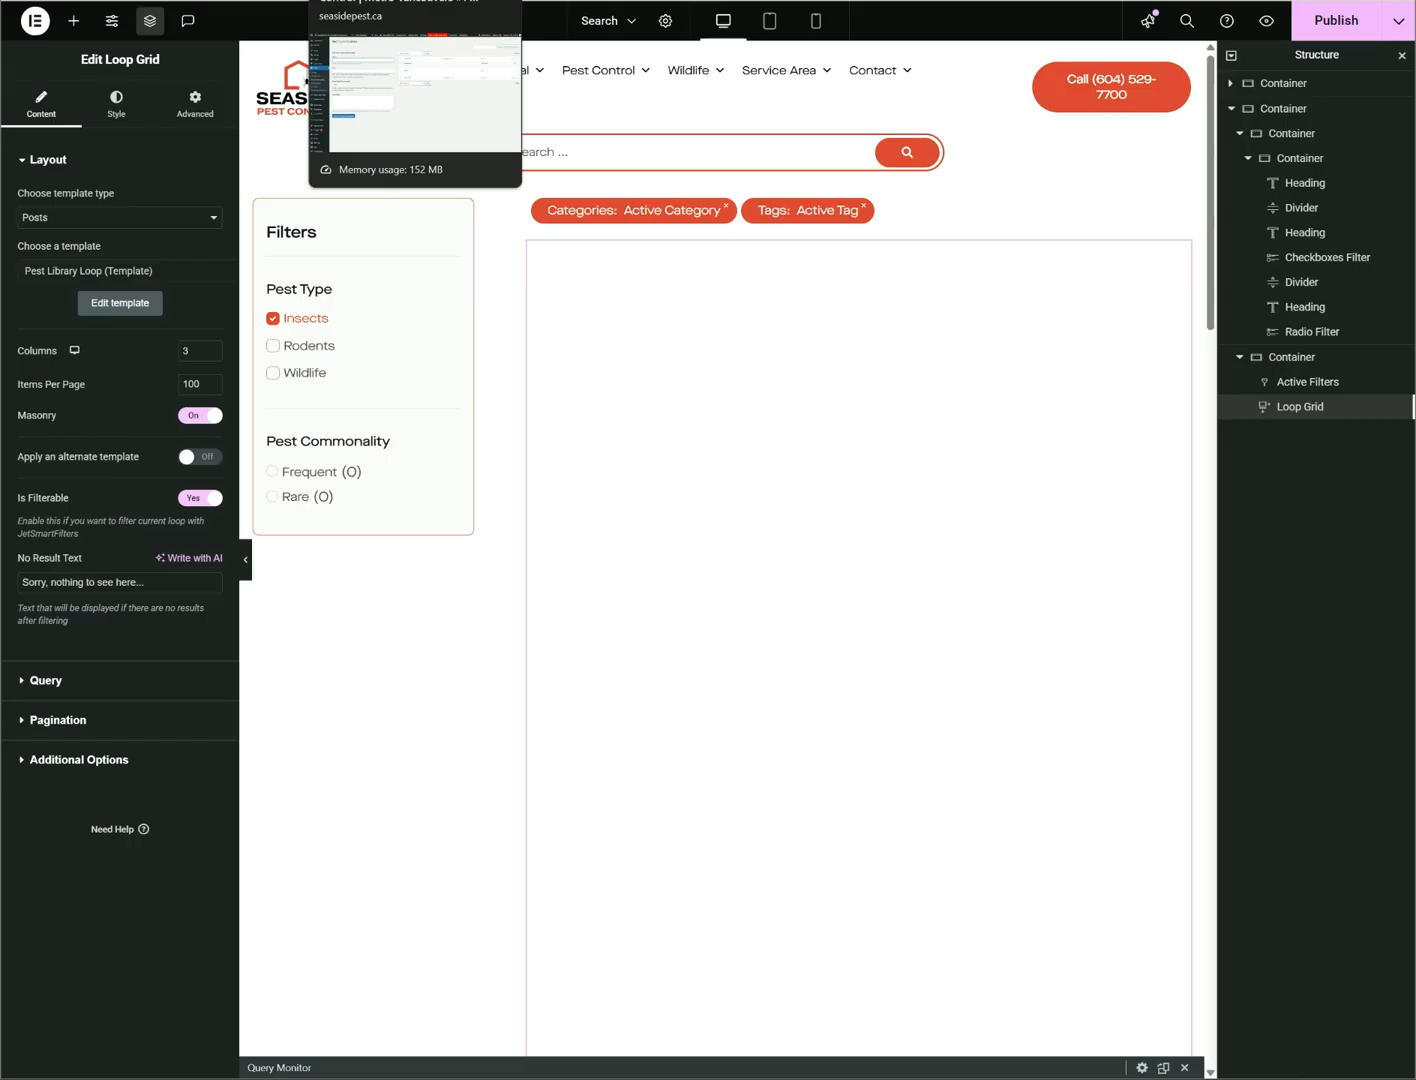 seasidepest.ca
Memory usage: 152 MB
Search
Publish
Edit Loop Grid
Content
Style
Advanced
Layout
Choose template type
Posts
Choose a template
Pest Library Loop (Template)
Edit template
Columns
3
Items Per Page
100
Masonry
On
Apply an alternate template
Off
Is Filterable
Yes
Enable this if you want to filter current loop with
JetSmartFilters
No Result Text
Write with AI
Sorry, nothing to see here...
Text that will be displayed if there are no results
after filtering
Query
Pagination
Additional Options
Need Help
SEAS
PEST CON
al
Pest Control
Wildlife
Service Area
Contact
Call (604) 529-
7700
earch ...
Categories: Active Category ×
Tags: Active Tag ×
Filters
Pest Type
Insects
Rodents
Wildlife
Pest Commonality
Frequent (0)
Rare (0)
Query Monitor
Structure
Container
Container
Container
Container
Heading
Divider
Heading
Checkboxes Filter
Divider
Heading
Radio Filter
Container
Active Filters
Loop Grid